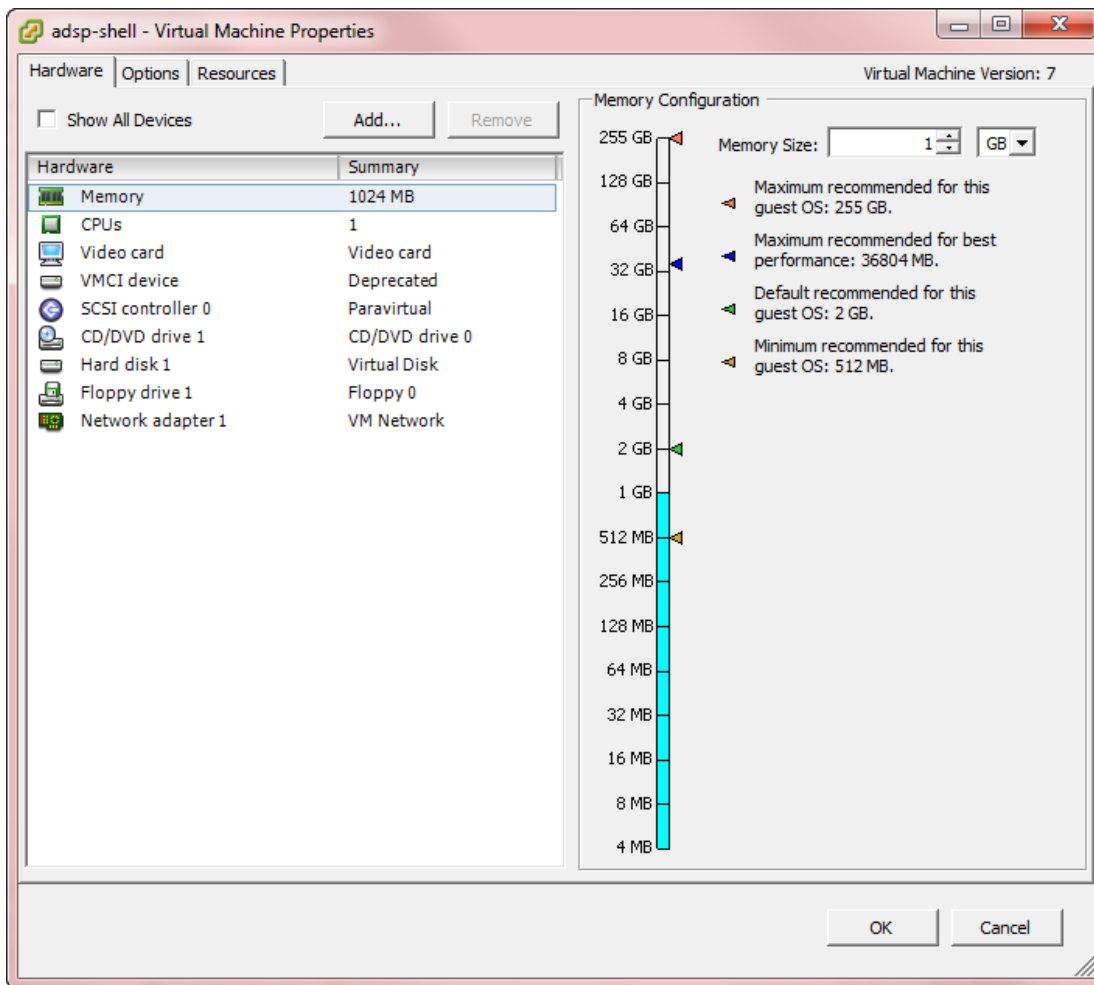 adsp-shell - Virtual Machine Properties
Hardware Options Resources
Virtual Machine Version: 7
Show All Devices
Add...
Remove
Hardware Summary
Memory 1024 MB
CPUs 1
Video card Video card
VMCI device Deprecated
SCSI controller 0 Paravirtual
CD/DVD drive 1 CD/DVD drive 0
Hard disk 1 Virtual Disk
Floppy drive 1 Floppy 0
Network adapter 1 VM Network
Memory Configuration
255 GB
128 GB
64 GB
32 GB
16 GB
8 GB
4 GB
2 GB
1 GB
512 MB
256 MB
128 MB
64 MB
32 MB
16 MB
8 MB
4 MB
Memory Size: 1 GB
Maximum recommended for this
guest OS: 255 GB.
Maximum recommended for best
performance: 36804 MB.
Default recommended for this
guest OS: 2 GB.
Minimum recommended for this
guest OS: 512 MB.
OK
Cancel